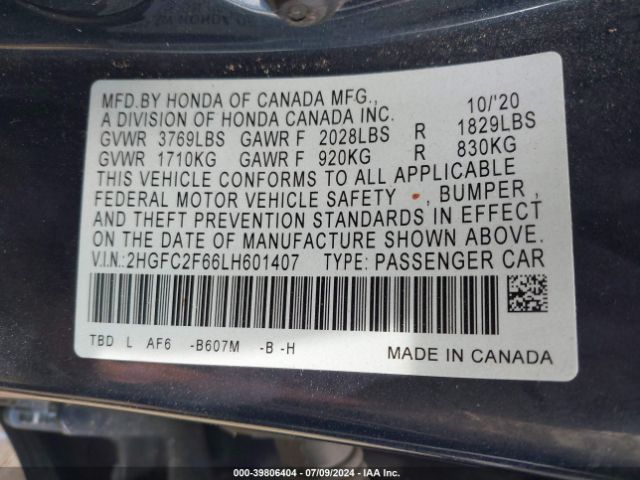 MFD.BY HONDA OF CANADA MFG., 10/'20
A DIVISION OF HONDA CANADA INC.
GVWR 3769LBS GAWR F 2028LBS R 1829LBS
GVWR 1710KG GAWR F 920KG R 830KG
THIS VEHICLE CONFORMS TO ALL APPLICABLE
FEDERAL MOTOR VEHICLE SAFETY , BUMPER ,
AND THEFT PREVENTION STANDARDS IN EFFECT
ON THE DATE OF MANUFACTURE SHOWN ABOVE.
V.I.N.:2HGFC2F66LH601407 TYPE: PASSENGER CAR
TBD L AF6 -B607M -B -H
MADE IN CANADA
000-39806404 | 07/09/2024 | IAA Inc.